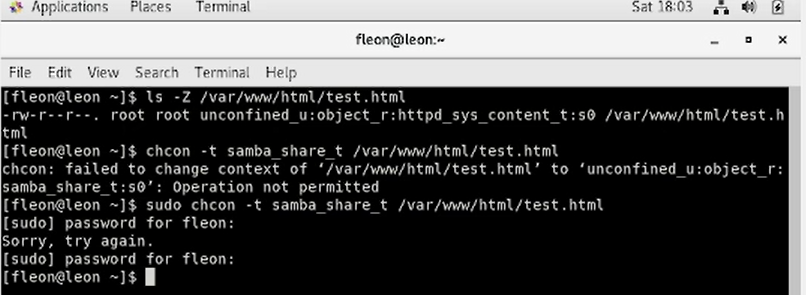 Applications Places Terminal Sat 18:03
fleon@leon:~
File Edit View Search Terminal Help
[fleon@leon ~]$ ls -Z /var/www/html/test.html
-rw-r--r--. root root unconfined_u:object_r:httpd_sys_content_t:s0 /var/www/html/test.h
tml
[fleon@leon ~]$ chcon -t samba_share_t /var/www/html/test.html
chcon: failed to change context of ‘/var/www/html/test.html’ to ‘unconfined_u:object_r:
samba_share_t:s0’: Operation not permitted
[fleon@leon ~]$ sudo chcon -t samba_share_t /var/www/html/test.html
[sudo] password for fleon:
Sorry, try again.
[sudo] password for fleon:
[fleon@leon ~]$